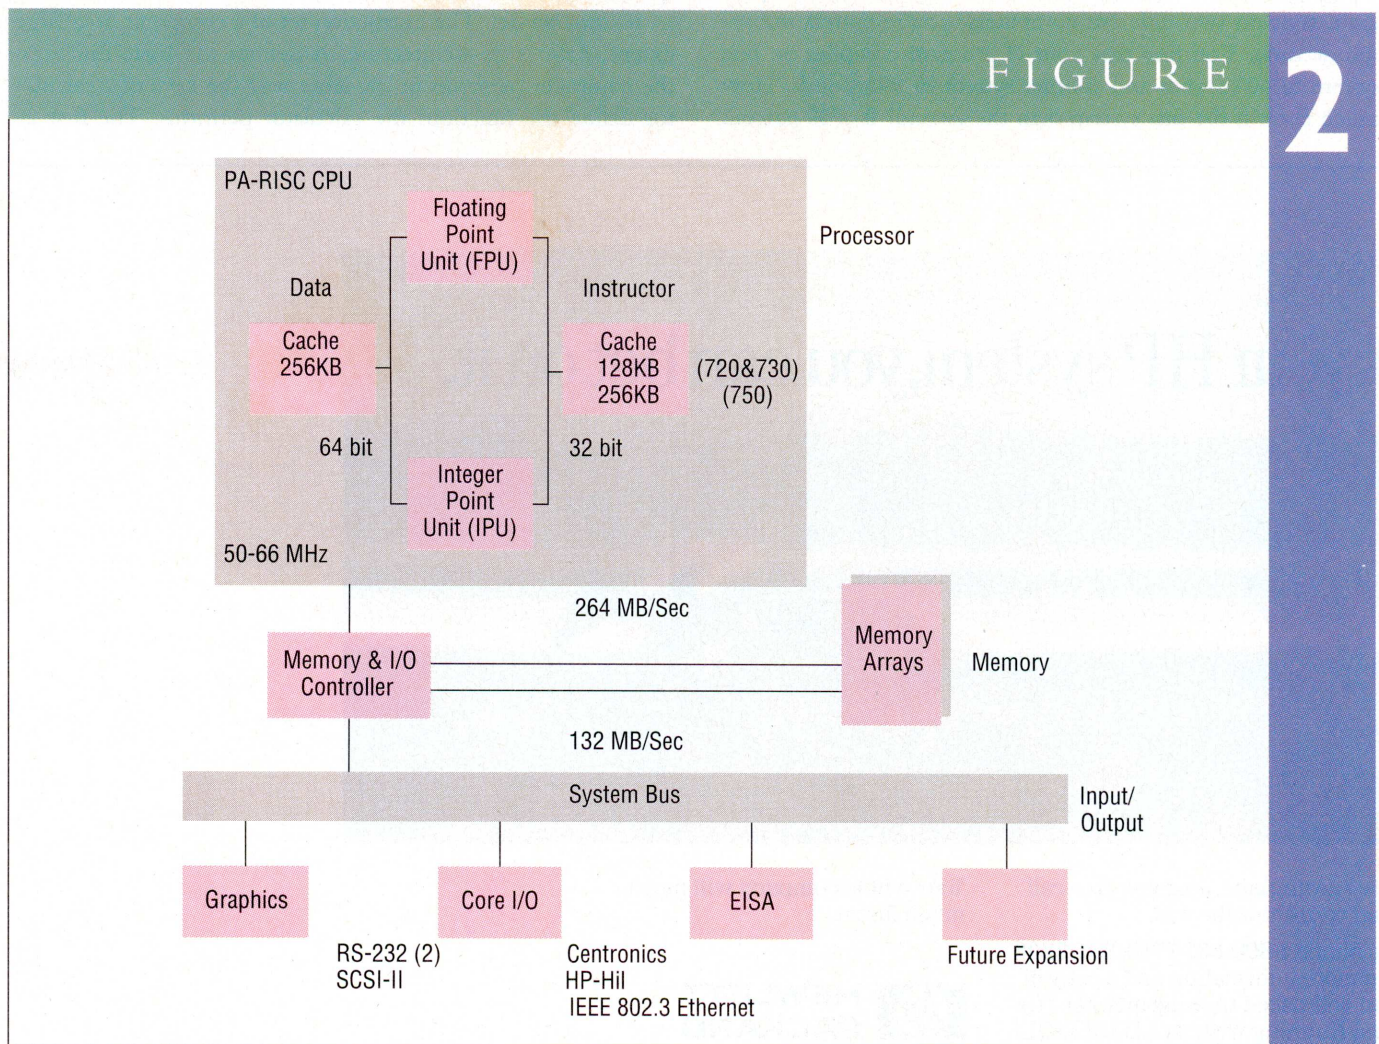 FIGURE 2
PA-RISC CPU
Floating
Point
Unit (FPU)
Processor
Data
Instructor
Cache
256KB
Cache
128KB
256KB
(720&730)
(750)
64 bit
32 bit
Integer
Point
Unit (IPU)
50-66 MHz
264 MB/Sec
Memory & I/O
Controller
Memory
Arrays
Memory
132 MB/Sec
System Bus
Input/
Output
Graphics
Core I/O
EISA
RS-232 (2)
SCSI-II
Centronics
HP-Hil
IEEE 802.3 Ethernet
Future Expansion